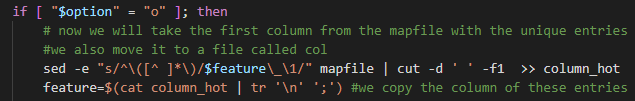 if [ "$option" = "o" ]; then
# now we will take the first column from the mapfile with the unique entries
#we also move it to a file called col
sed -e "s/^\([^ ]*\)/$feature\_\1/" mapfile | cut -d ' ' -f1 >> column_hot
feature=$(cat column_hot | tr '\n' ';') #we copy the column of these entries